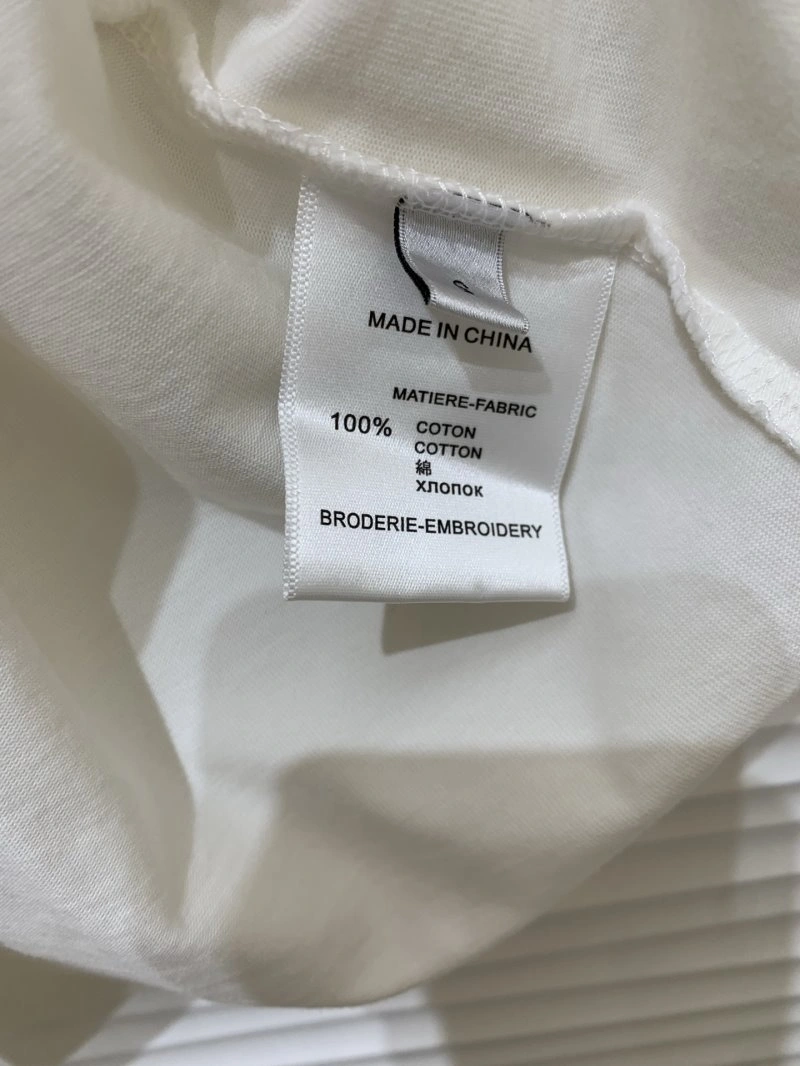 MADE IN CHINA
MATIERE-FABRIC
100% COTON
COTTON
綿
хлопок
BRODERIE-EMBROIDERY